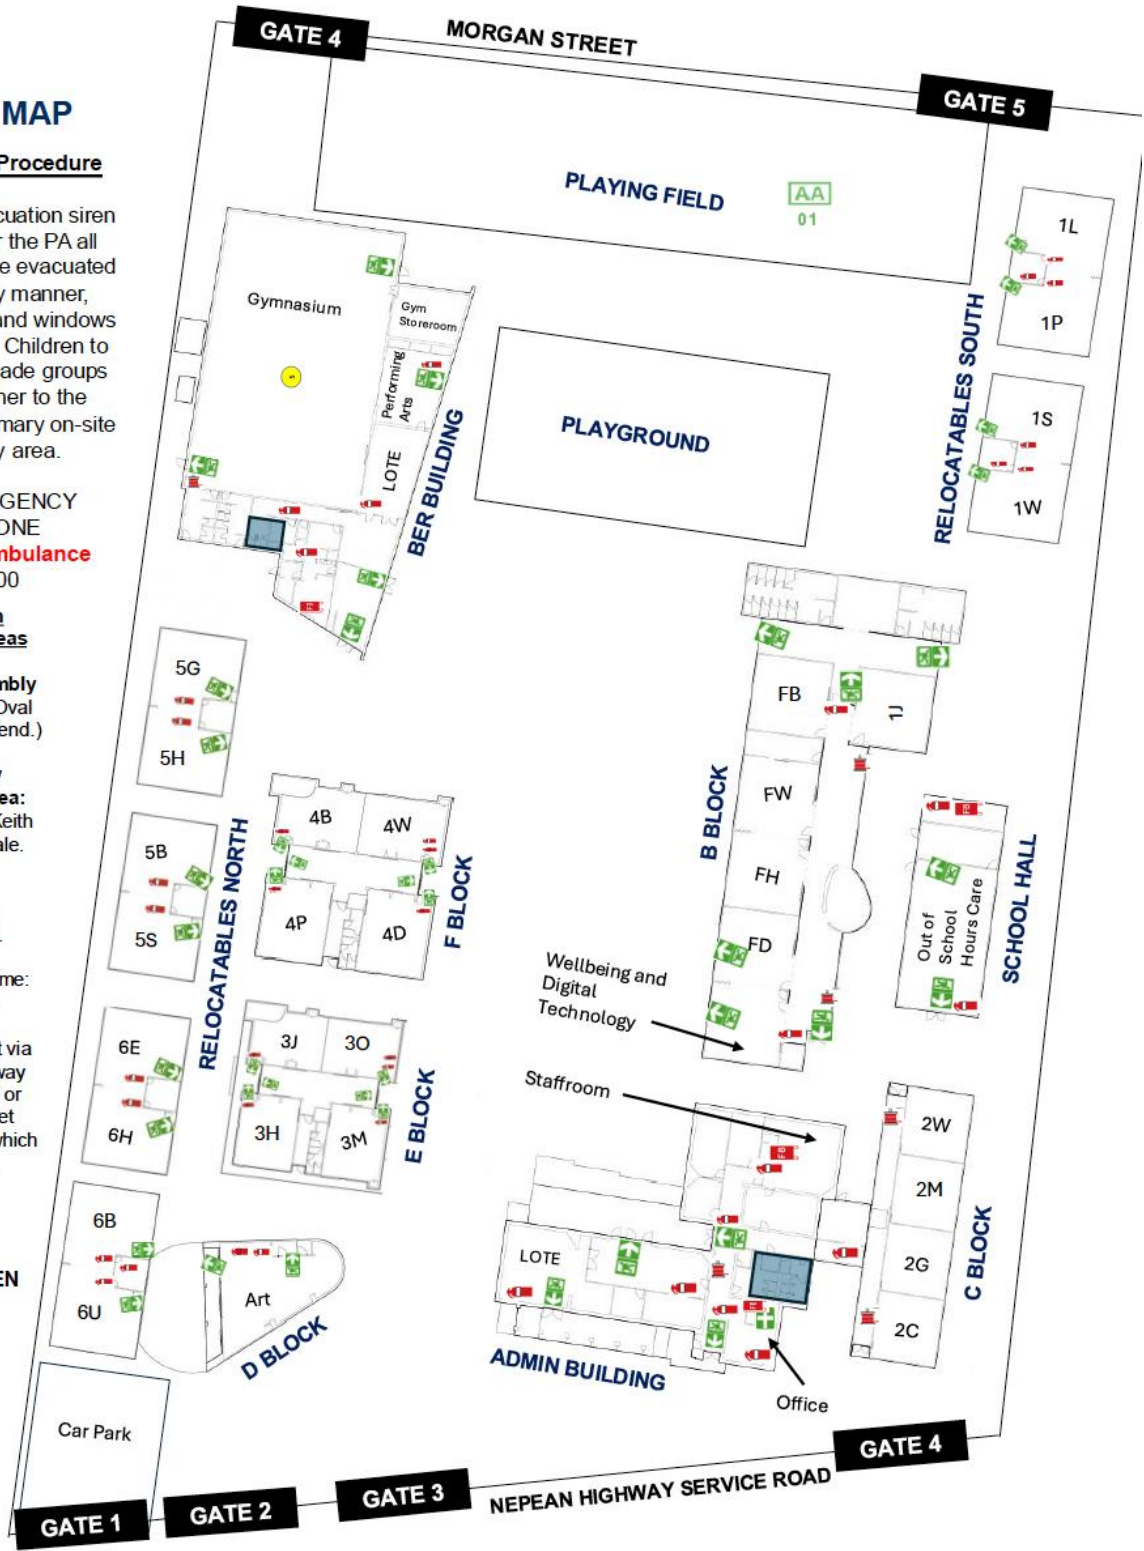 MAP
Procedure
cuation siren
r the PA all
e evacuated
y manner,
and windows
Children to
ade groups
ner to the
mary on-site
y area.
GENCY
ONE
mbulance
00
n
eas
mbly
Oval
end.)
y
ea:
Keith
ale.
me:
t via
way
or
et
which
EN
GATE 4
MORGAN STREET
GATE 5
PLAYING FIELD
AA
01
1L
1P
RELOCATABLES SOUTH
1S
1W
Gymnasium
Gym
Storeroom
Performing
Arts
LOTE
BER BUILDING
PLAYGROUND
5G
5H
5B
5S
RELOCATABLES NORTH
6E
6H
6B
6U
4B
4W
4P
4D
F BLOCK
3J
3O
3H
3M
E BLOCK
Art
D BLOCK
Car Park
FB
1J
FW
B BLOCK
FH
FD
Wellbeing and
Digital
Technology
Out of
School
Hours Care
SCHOOL HALL
Staffroom
2W
2M
2G
2C
C BLOCK
LOTE
ADMIN BUILDING
Office
GATE 1
GATE 2
GATE 3
NEPEAN HIGHWAY SERVICE ROAD
GATE 4